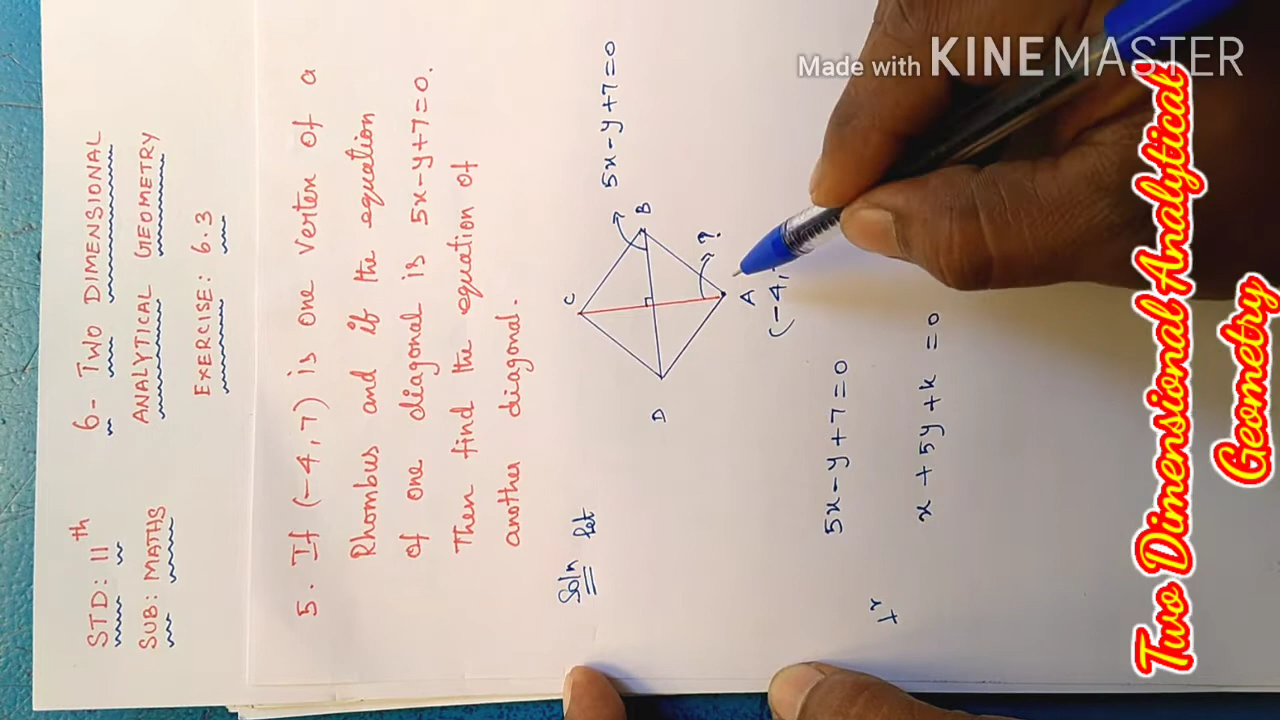 STD: 11th
SUB: MATHS
6- TWO DIMENSIONAL
ANALYTICAL GEOMETRY
EXERCISE: 6.3
5. If (-4, 7) is one vertex of a
Rhombus and if the equation
of one diagonal is 5x-y+7=0.
Then find the equation of
another diagonal.
Soln let
C
D
B
5x-y+7=0
?
A
(-4,
5x-y+7=0
x+5y+k=0
Made with KINEMASTER
Two Dimensional Analytical
Geometry